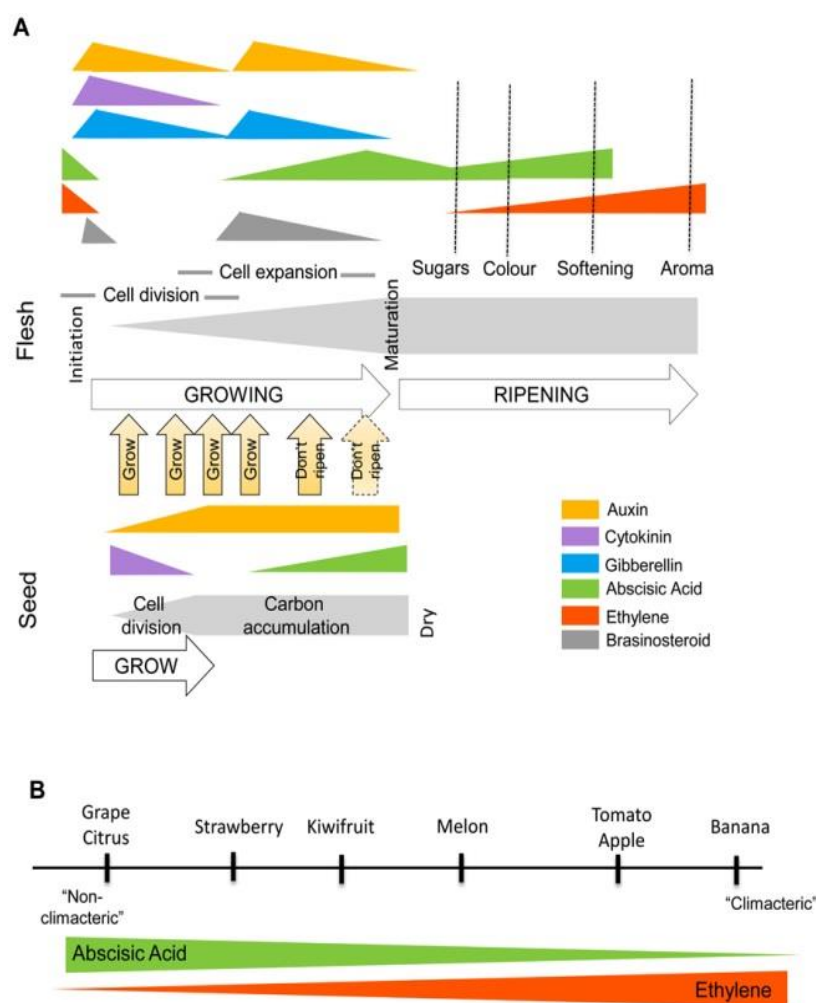 A
Sugars Colour Softening Aroma
Cell expansion
Cell division
Flesh
Initiation
Maturation
GROWING
RIPENING
Grow
Grow
Grow
Grow
Don't ripen
Don't ripen
Auxin
Cytokinin
Gibberellin
Abscisic Acid
Ethylene
Brasinosteroid
Seed
Cell
division
Carbon
accumulation
Dry
GROW
B
Grape
Citrus
Strawberry
Kiwifruit
Melon
Tomato
Apple
Banana
"Non-
climacteric"
"Climacteric"
Abscisic Acid
Ethylene